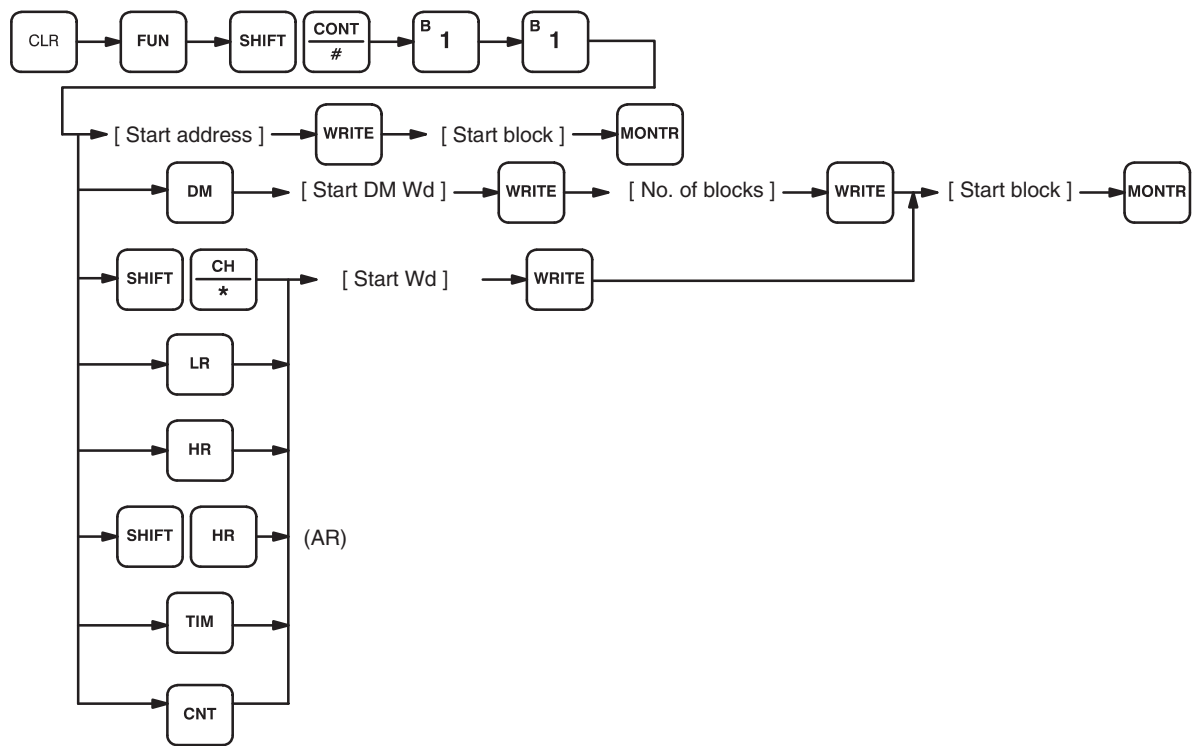 CLR FUN SHIFT CONT # B 1 B 1
[ Start address ] WRITE [ Start block ] MONTR
DM [ Start DM Wd ] WRITE [ No. of blocks ] WRITE [ Start block ] MONTR
SHIFT CH * [ Start Wd ] WRITE
LR
HR
SHIFT HR (AR)
TIM
CNT